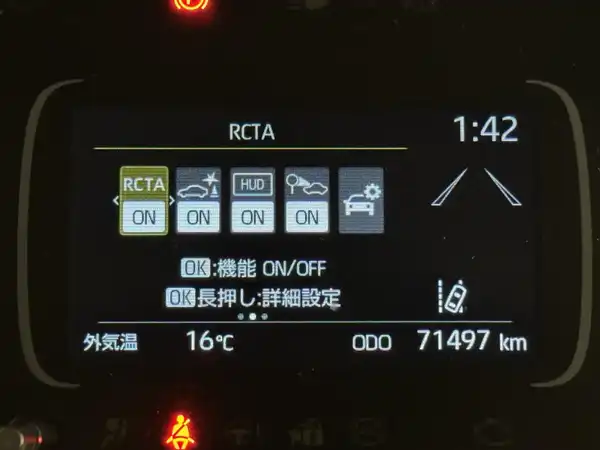 RCTA
1:42
RCTA
HUD
ON ON ON ON
OK:機能 ON/OFF
OK長押し:詳細設定
外気温 16℃ ODO 71497 km